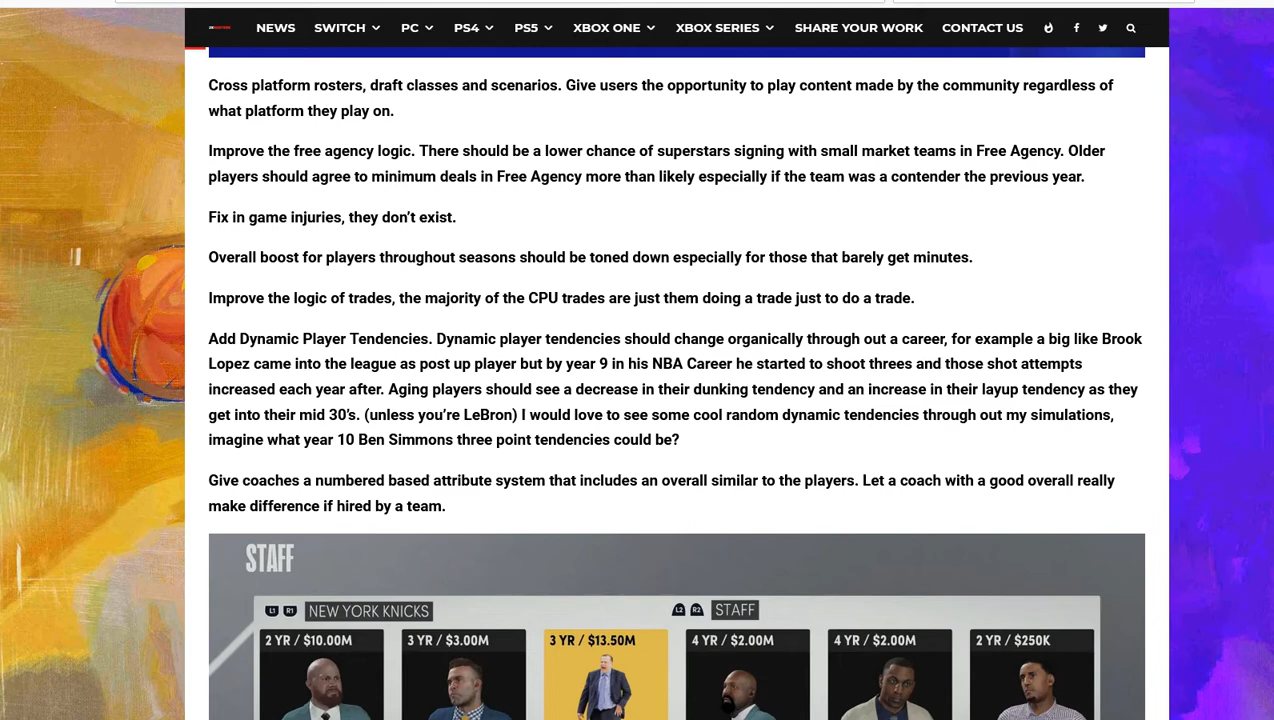 NEWS SWITCH PC PS4 PS5 XBOX ONE XBOX SERIES SHARE YOUR WORK CONTACT US
Cross platform rosters, draft classes and scenarios. Give users the opportunity to play content made by the community regardless of
what platform they play on.
Improve the free agency logic. There should be a lower chance of superstars signing with small market teams in Free Agency. Older
players should agree to minimum deals in Free Agency more than likely especially if the team was a contender the previous year.
Fix in game injuries, they don’t exist.
Overall boost for players throughout seasons should be toned down especially for those that barely get minutes.
Improve the logic of trades, the majority of the CPU trades are just them doing a trade just to do a trade.
Add Dynamic Player Tendencies. Dynamic player tendencies should change organically through out a career, for example a big like Brook
Lopez came into the league as post up player but by year 9 in his NBA Career he started to shoot threes and those shot attempts
increased each year after. Aging players should see a decrease in their dunking tendency and an increase in their layup tendency as they
get into their mid 30’s. (unless you’re LeBron) I would love to see some cool random dynamic tendencies through out my simulations,
imagine what year 10 Ben Simmons three point tendencies could be?
Give coaches a numbered based attribute system that includes an overall similar to the players. Let a coach with a good overall really
make difference if hired by a team.
STAFF
L1 R1 NEW YORK KNICKS L2 R2 STAFF
2 YR / $10.00M 3 YR / $3.00M 3 YR / $13.50M 4 YR / $2.00M 4 YR / $2.00M 2 YR / $250K